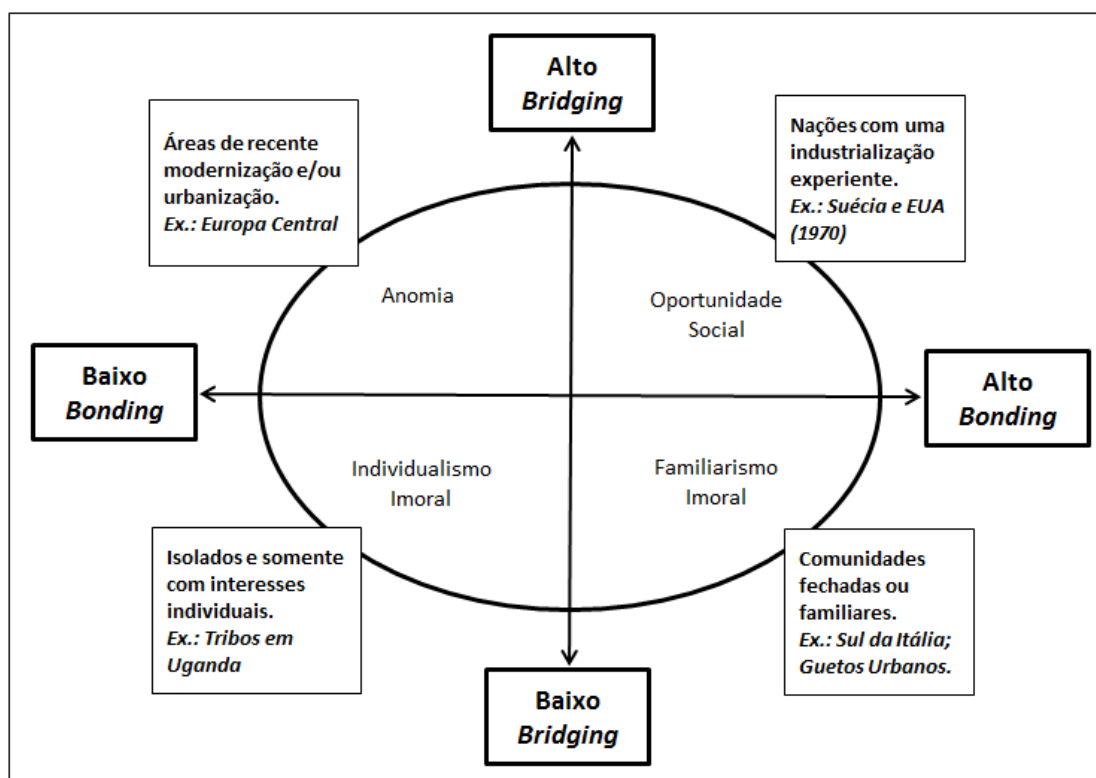 Alto
Bridging
Áreas de recente
modernização e/ou
urbanização.
Ex.: Europa Central
Nações com uma
industrialização
experiente.
Ex.: Suécia e EUA
(1970)
Anomia
Oportunidade
Social
Baixo
Bonding
Alto
Bonding
Individualismo
Imoral
Familiarismo
Imoral
Isolados e somente
com interesses
individuais.
Ex.: Tribos em
Uganda
Comunidades
fechadas ou
familiares.
Ex.: Sul da Itália;
Guetos Urbanos.
Baixo
Bridging